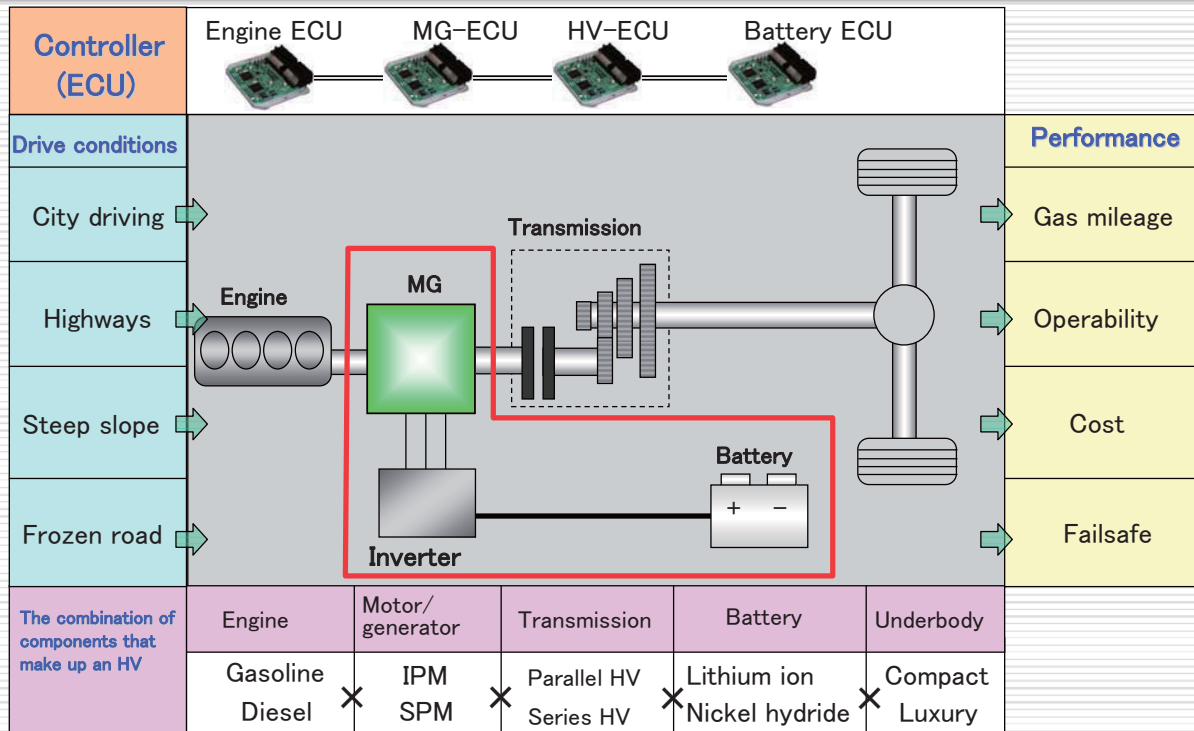 Controller
(ECU)
Engine ECU
MG-ECU
HV-ECU
Battery ECU
Drive conditions
City driving
Highways
Steep slope
Frozen road
Engine
MG
Transmission
Inverter
Battery
+ −
Performance
Gas mileage
Operability
Cost
Failsafe
The combination of
components that
make up an HV
Engine
Motor/
generator
Transmission
Battery
Underbody
Gasoline
Diesel
×
IPM
SPM
×
Parallel HV
Series HV
×
Lithium ion
Nickel hydride
×
Compact
Luxury